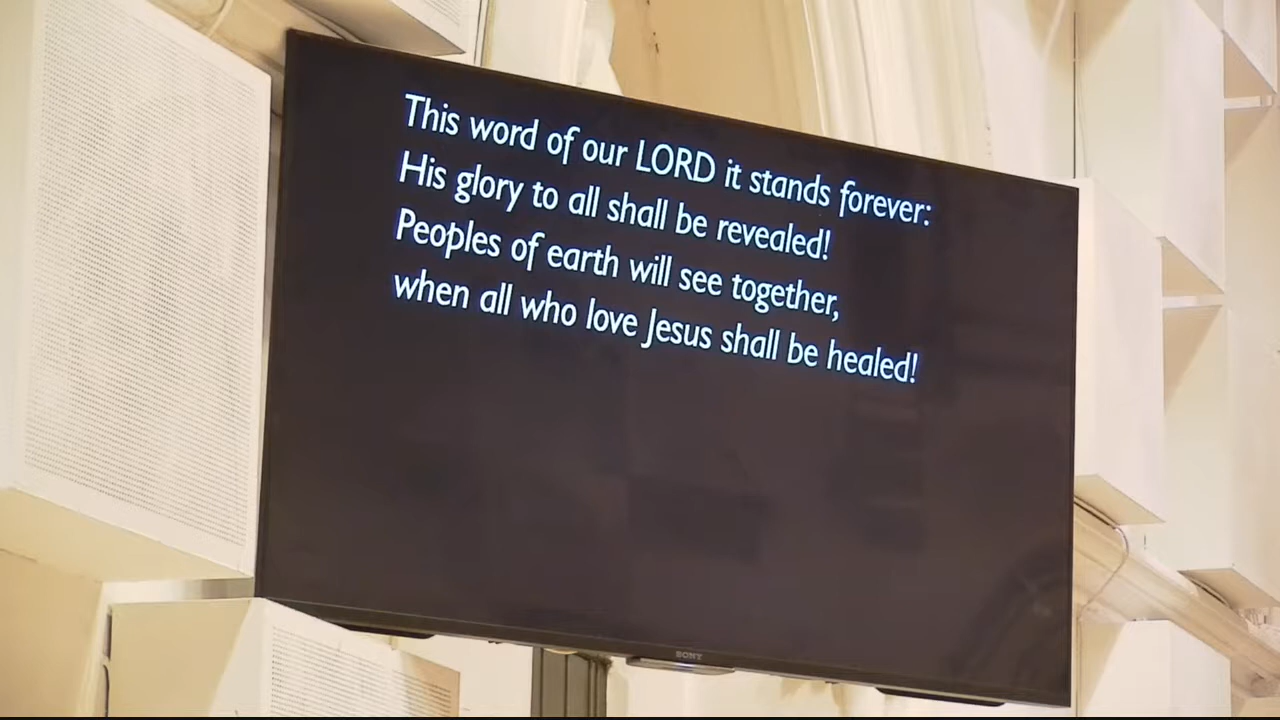 This word of our LORD it stands forever:
His glory to all shall be revealed!
Peoples of earth will see together,
when all who love Jesus shall be healed!
SONY